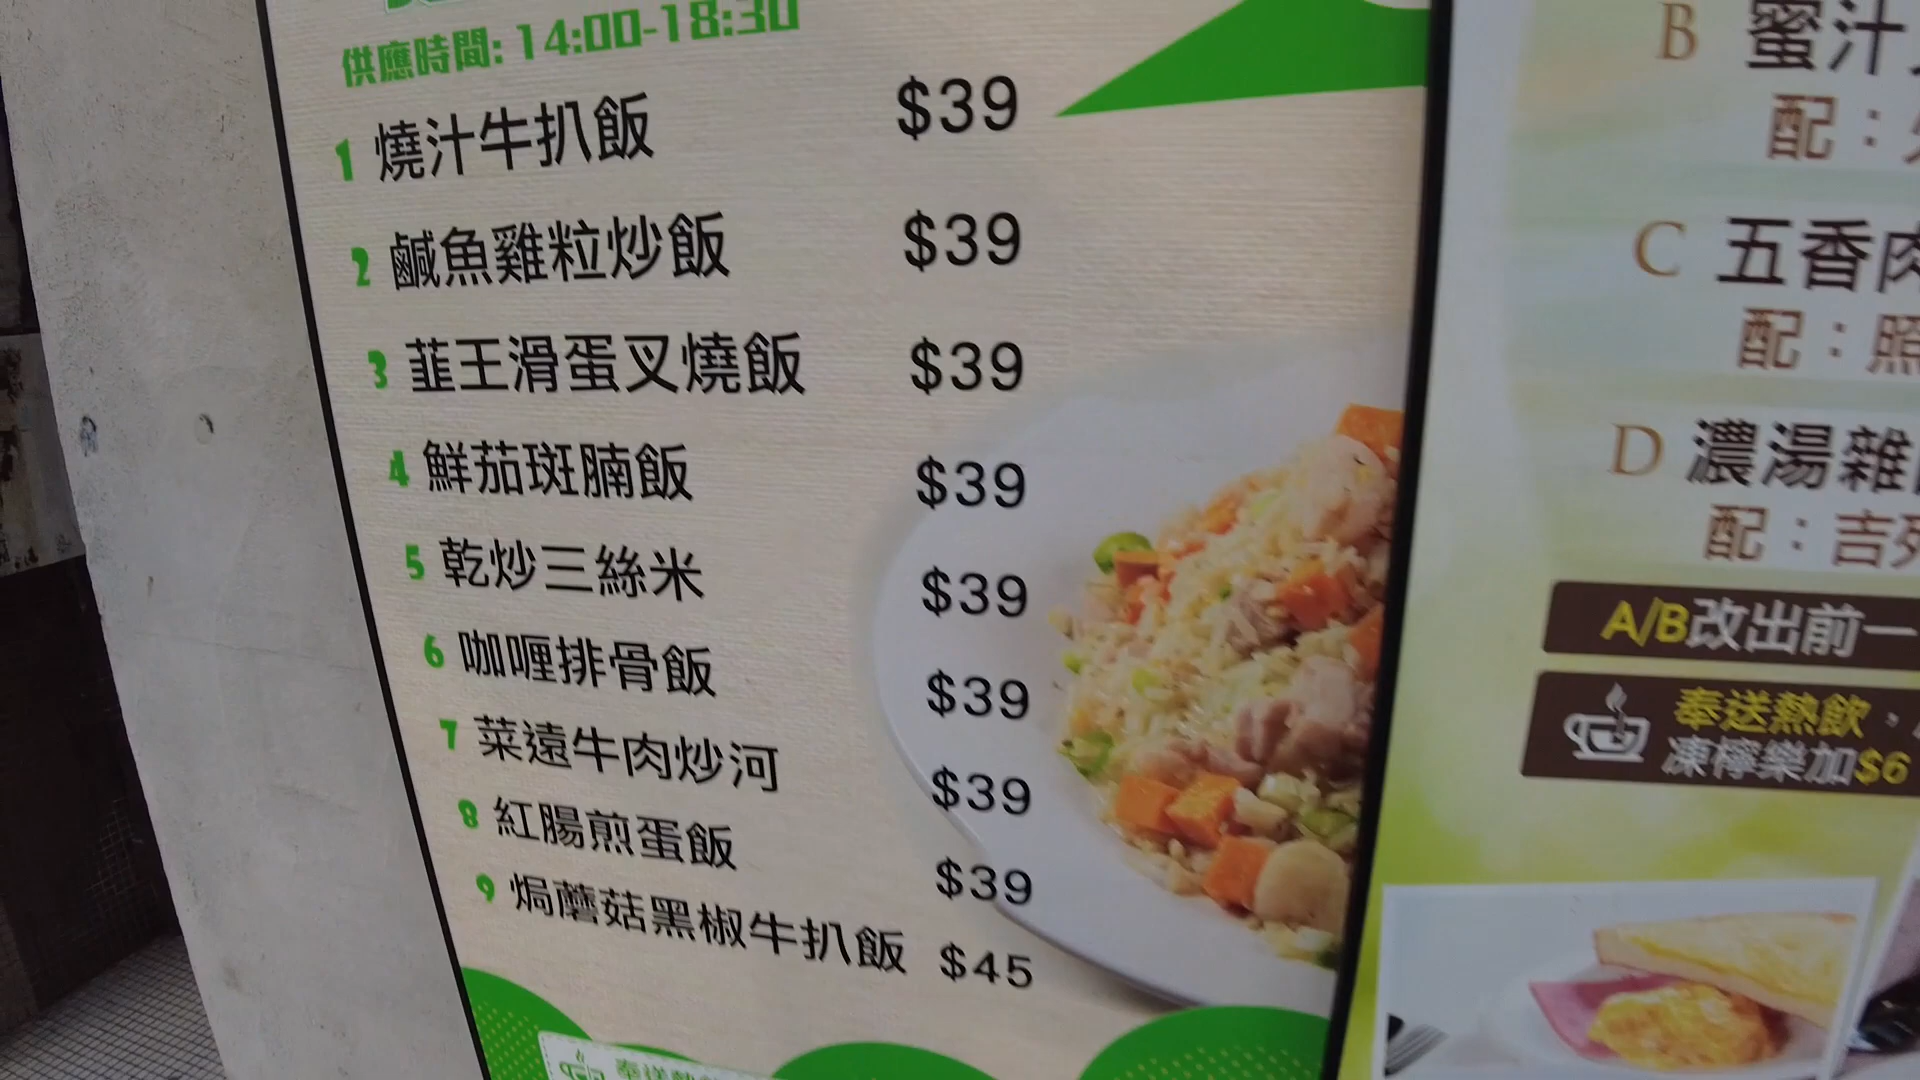 供應時間: 14:00-18:30
1 燒汁牛扒飯 $39
2 鹹魚雞粒炒飯 $39
3 韮王滑蛋叉燒飯 $39
4 鮮茄斑腩飯 $39
5 乾炒三絲米 $39
6 咖喱排骨飯 $39
7 菜遠牛肉炒河 $39
8 紅腸煎蛋飯 $39
9 焗蘑菇黑椒牛扒飯 $45
奉送熱
B 蜜汁
配：
C 五香肉
配：照
D 濃湯雜
配：吉列
A/B改出前一
奉送熱飲、
凍檸樂加$6